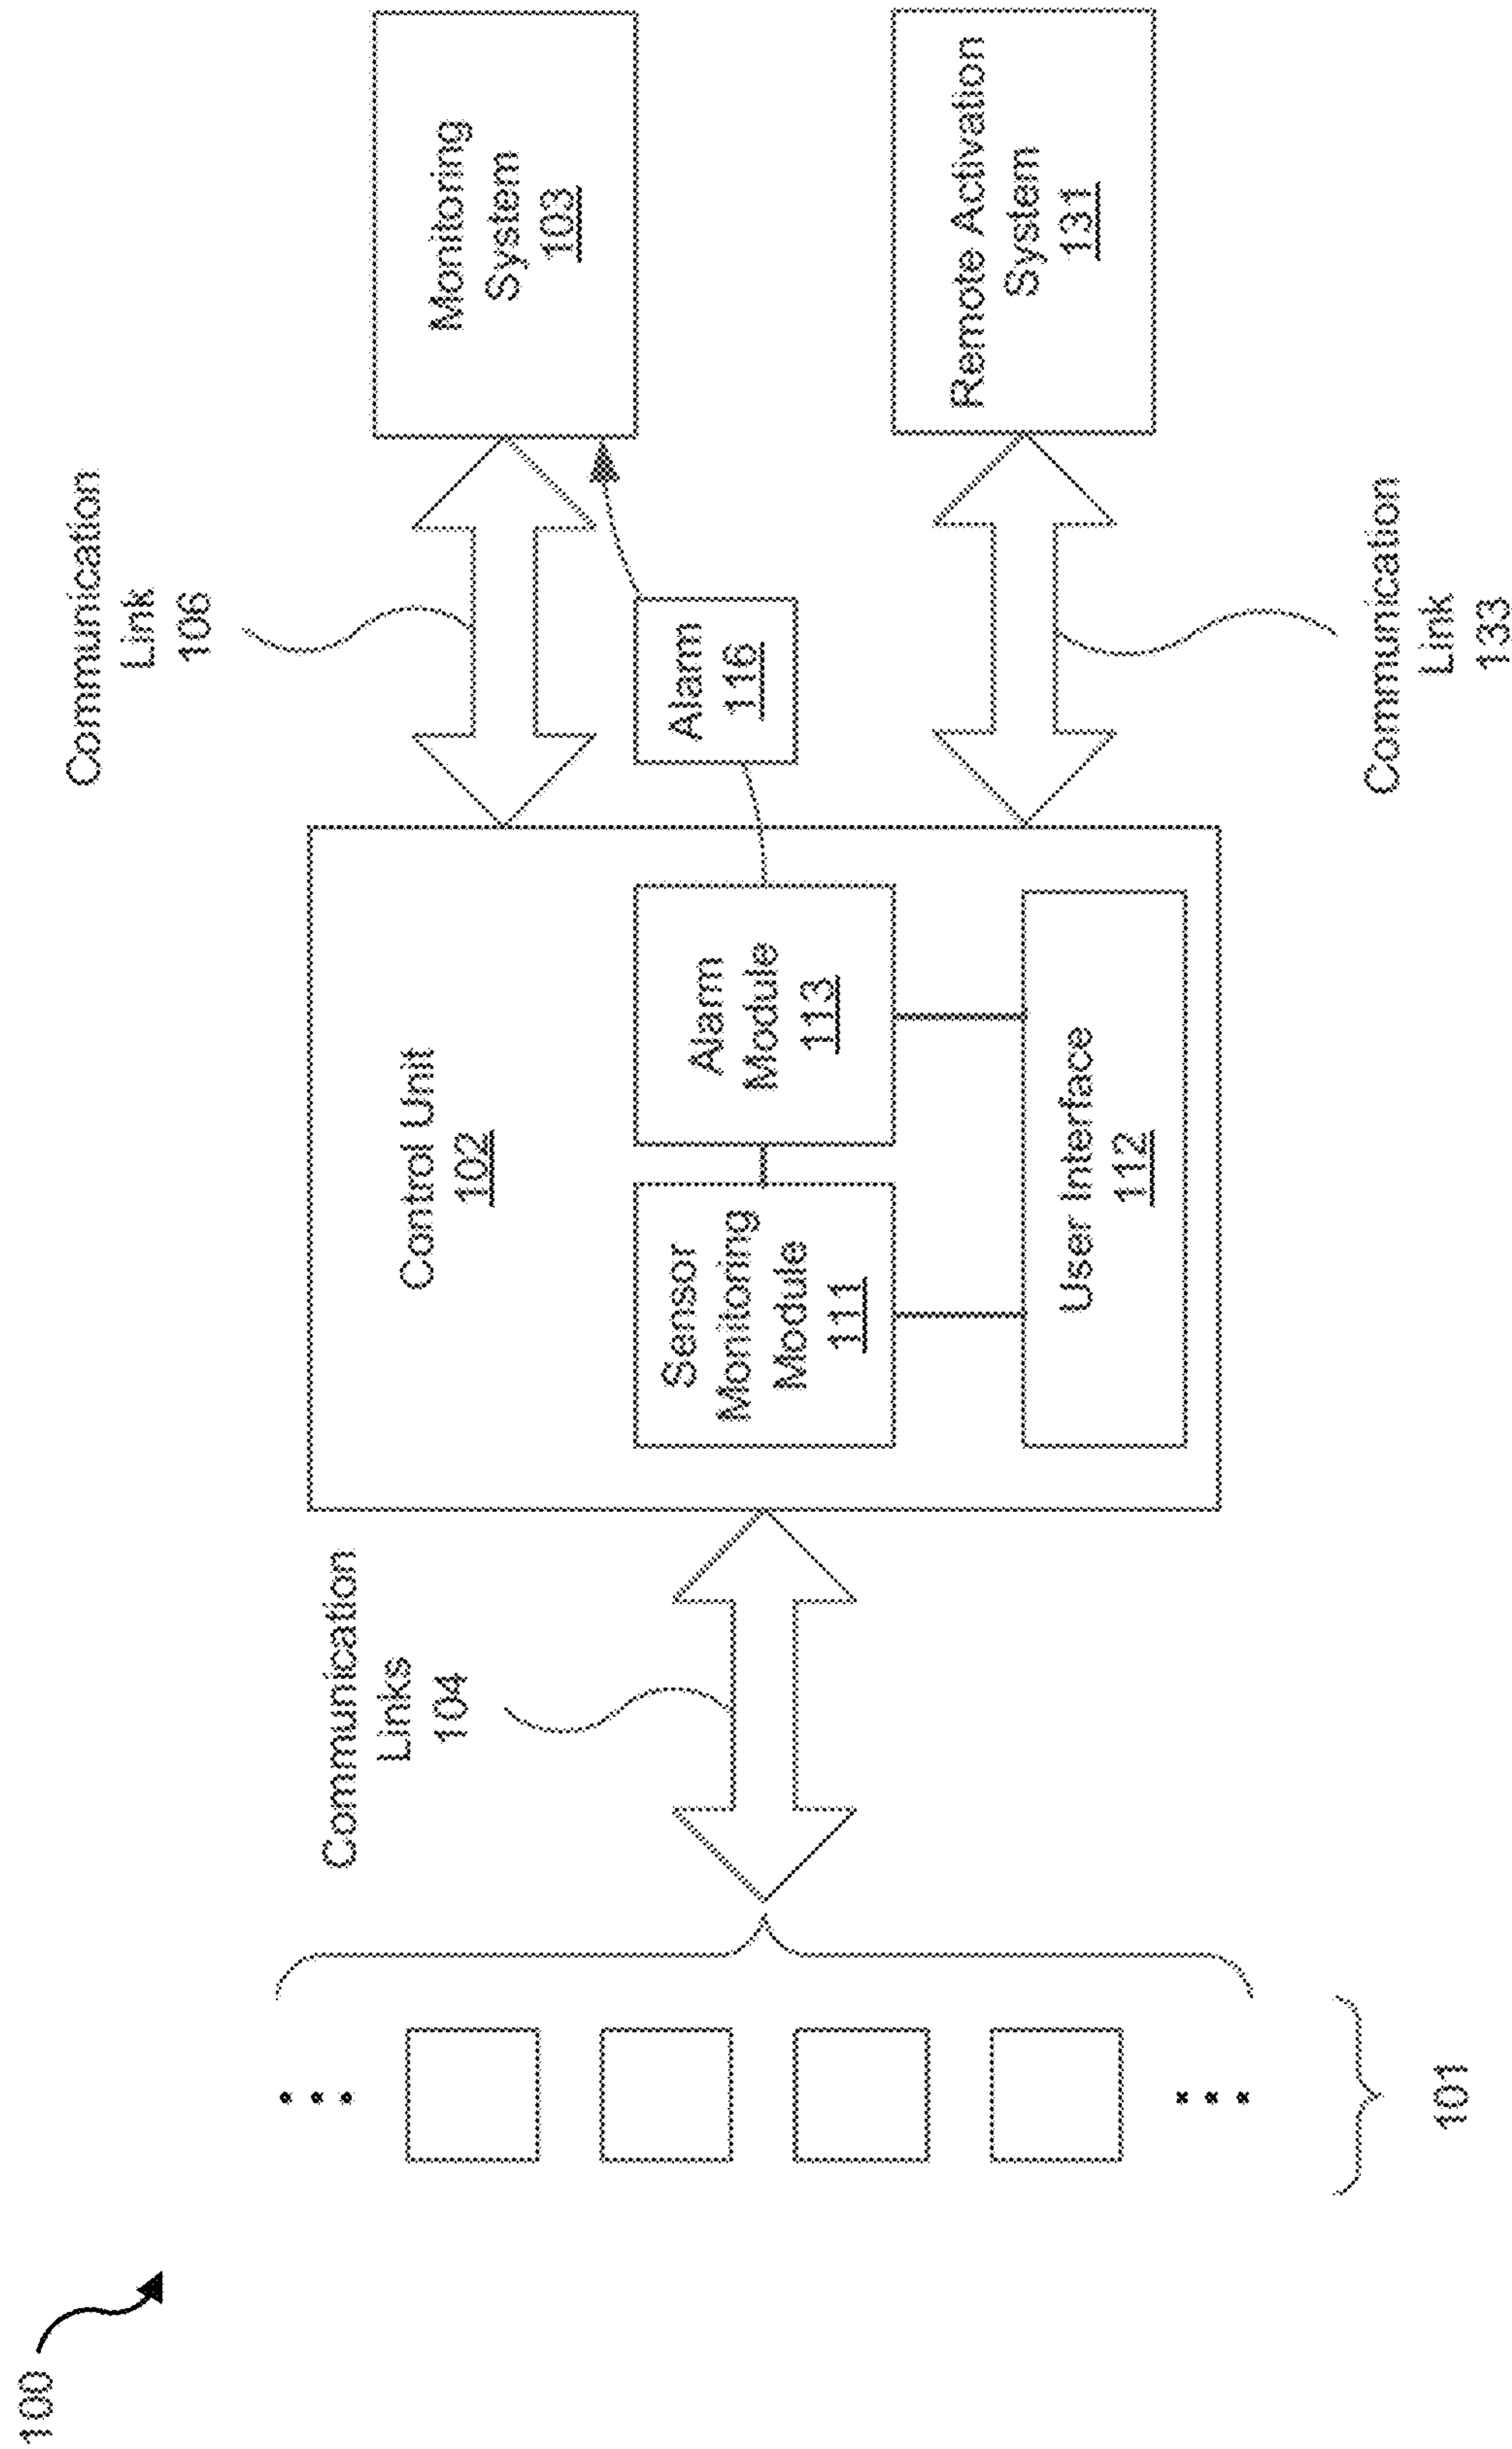 100
101
Communication
Links
104
Control Unit
102
Sensor
Monitoring
Module
111
Alarm
Module
113
User Interface
112
Communication
Link
106
Alarm
116
Communication
Link
133
Monitoring
System
103
Remote Activation
System
131